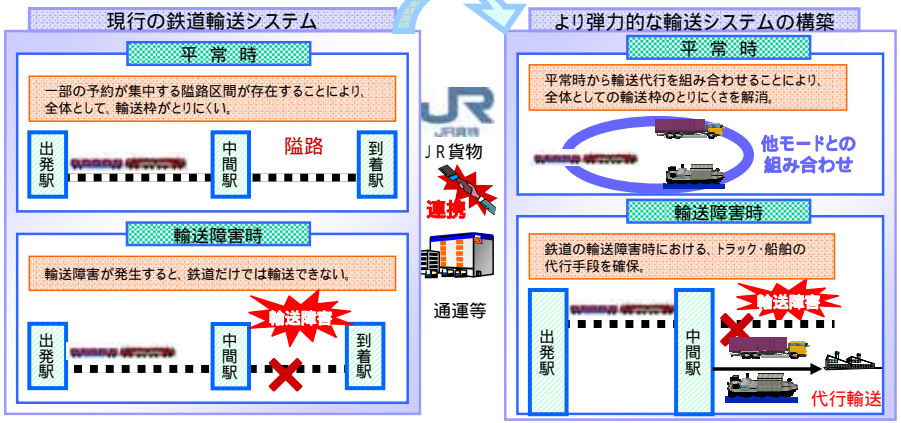 現行の鉄道輸送システム
平常時
一部の予約が集中する隘路区間が存在することにより、
全体として、輸送枠がとりにくい。
出発駅
中間駅
隘路
到着駅
輸送障害時
輸送障害が発生すると、鉄道だけでは輸送できない。
出発駅
中間駅
輸送障害
到着駅
JR
JR貨物
JR貨物
連携
通運等
より弾力的な輸送システムの構築
平常時
平常時から輸送代行を組み合わせることにより、
全体としての輸送枠のとりにくさを解消。
他モードとの
組み合わせ
輸送障害時
鉄道の輸送障害時における、トラック・船舶の
代行手段を確保。
出発駅
中間駅
輸送障害
代行輸送